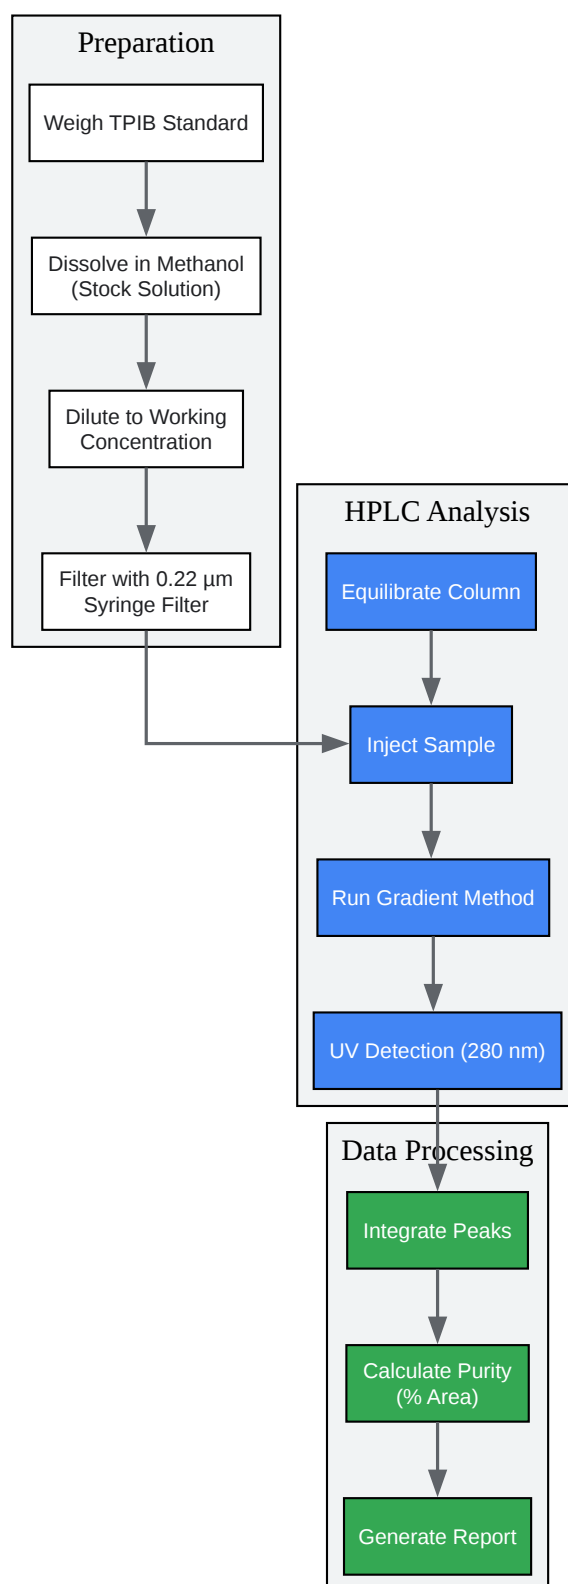 Preparation
Weigh TPIB Standard
Dissolve in Methanol
(Stock Solution)
Dilute to Working
Concentration
Filter with 0.22 µm
Syringe Filter
HPLC Analysis
Equilibrate Column
Inject Sample
Run Gradient Method
UV Detection (280 nm)
Data Processing
Integrate Peaks
Calculate Purity
(% Area)
Generate Report